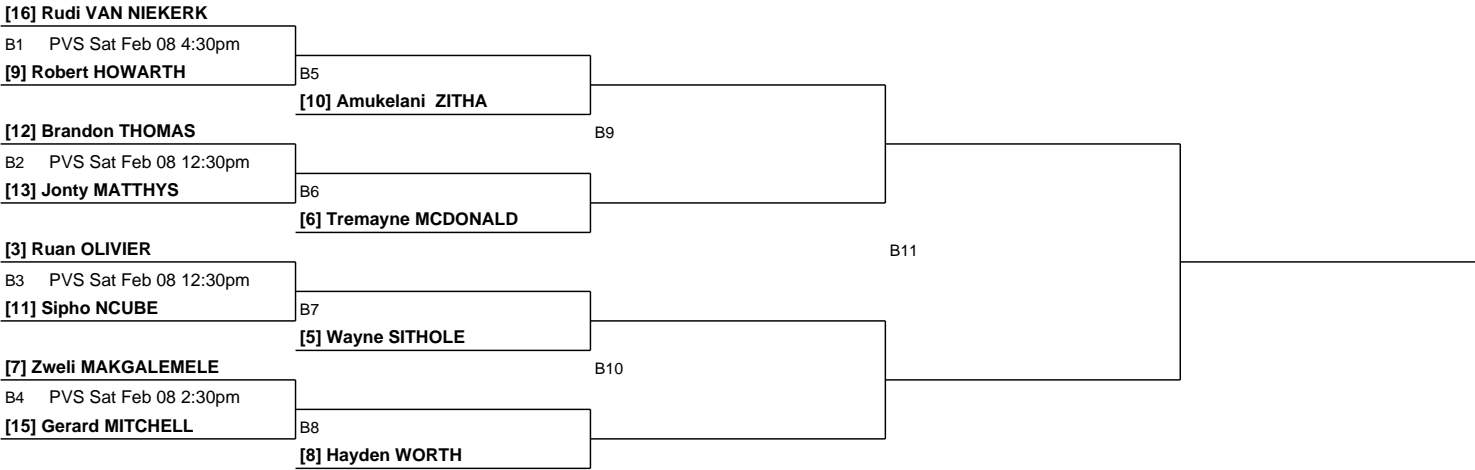 [16] Rudi VAN NIEKERK
B1 PVS Sat Feb 08 4:30pm
[9] Robert HOWARTH
B5
[10] Amukelani ZITHA
[12] Brandon THOMAS
B9
B2 PVS Sat Feb 08 12:30pm
[13] Jonty MATTHYS
B6
[6] Tremayne MCDONALD
[3] Ruan OLIVIER
B11
B3 PVS Sat Feb 08 12:30pm
[11] Sipho NCUBE
B7
[5] Wayne SITHOLE
[7] Zweli MAKGALEMELE
B10
B4 PVS Sat Feb 08 2:30pm
[15] Gerard MITCHELL
B8
[8] Hayden WORTH